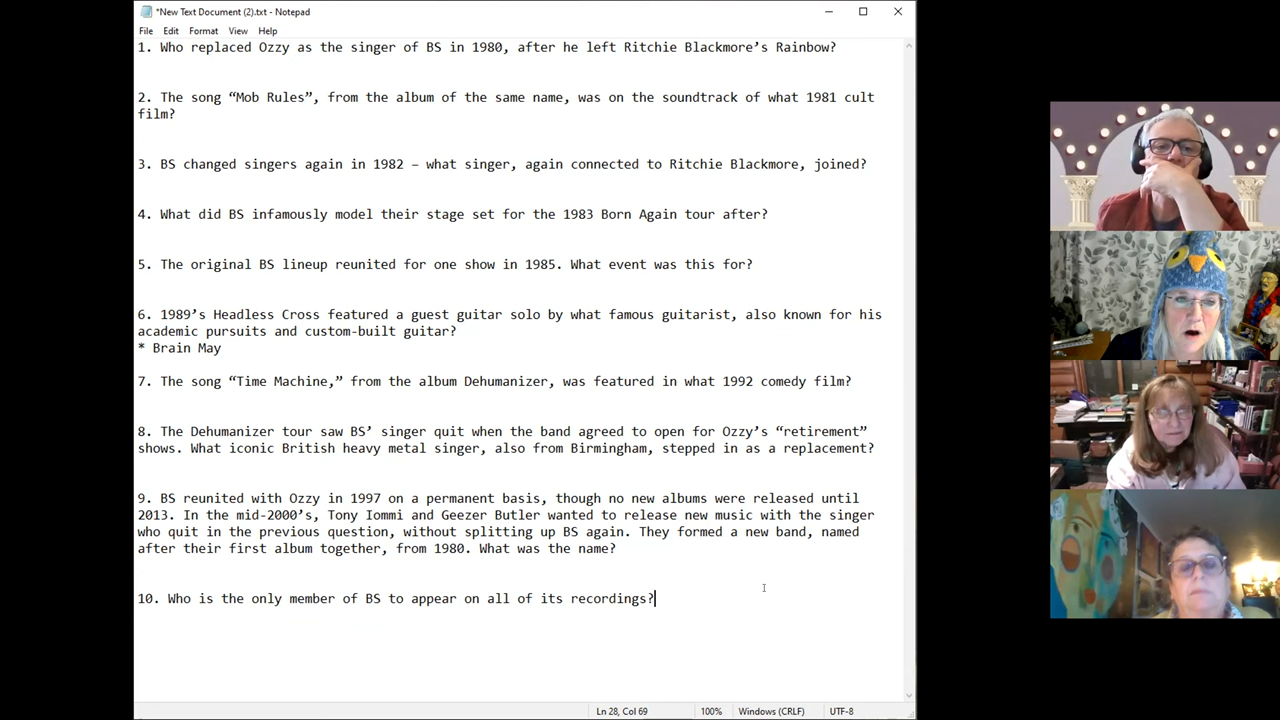 *New Text Document (2).txt - Notepad
File Edit Format View Help
1. Who replaced Ozzy as the singer of BS in 1980, after he left Ritchie Blackmore’s Rainbow?
2. The song “Mob Rules”, from the album of the same name, was on the soundtrack of what 1981 cult
film?
3. BS changed singers again in 1982 – what singer, again connected to Ritchie Blackmore, joined?
4. What did BS infamously model their stage set for the 1983 Born Again tour after?
5. The original BS lineup reunited for one show in 1985. What event was this for?
6. 1989’s Headless Cross featured a guest guitar solo by what famous guitarist, also known for his
academic pursuits and custom-built guitar?
* Brain May
7. The song “Time Machine,” from the album Dehumanizer, was featured in what 1992 comedy film?
8. The Dehumanizer tour saw BS’ singer quit when the band agreed to open for Ozzy’s “retirement”
shows. What iconic British heavy metal singer, also from Birmingham, stepped in as a replacement?
9. BS reunited with Ozzy in 1997 on a permanent basis, though no new albums were released until
2013. In the mid-2000’s, Tony Iommi and Geezer Butler wanted to release new music with the singer
who quit in the previous question, without splitting up BS again. They formed a new band, named
after their first album together, from 1980. What was the name?
10. Who is the only member of BS to appear on all of its recordings?
Ln 28, Col 69 100% Windows (CRLF) UTF-8